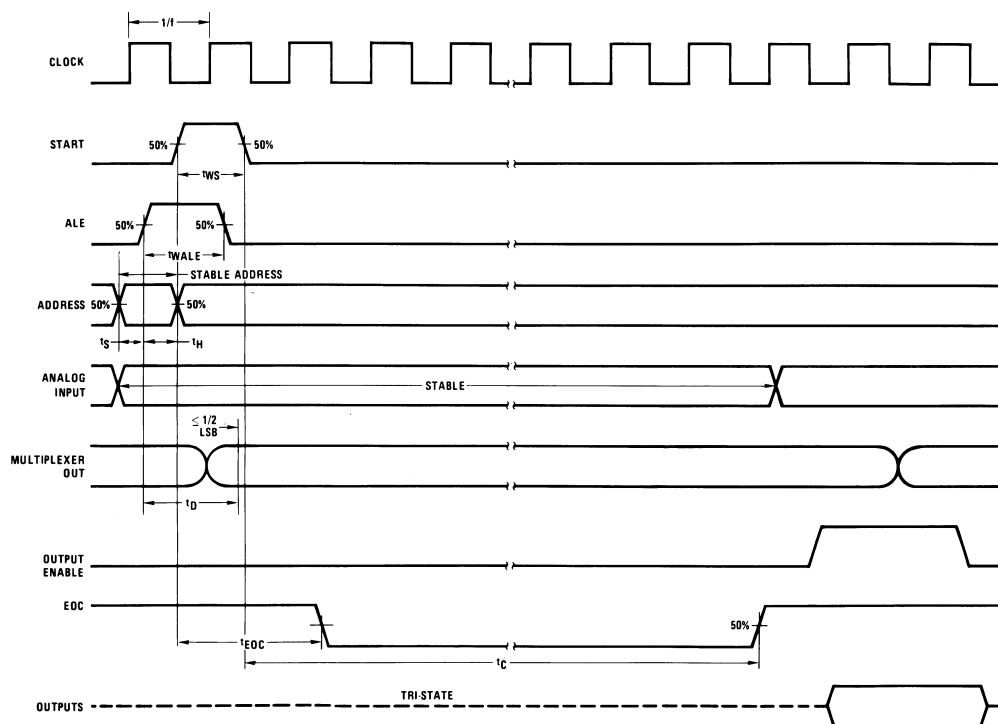 1/f
CLOCK
START
50%
50%
tWS
ALE
50%
50%
tWALE
STABLE ADDRESS
ADDRESS
50%
50%
tS
tH
ANALOG
INPUT
STABLE
≤ 1/2
LSB
MULTIPLEXER
OUT
tD
OUTPUT
ENABLE
EOC
50%
tEOC
tC
TRI-STATE
OUTPUTS